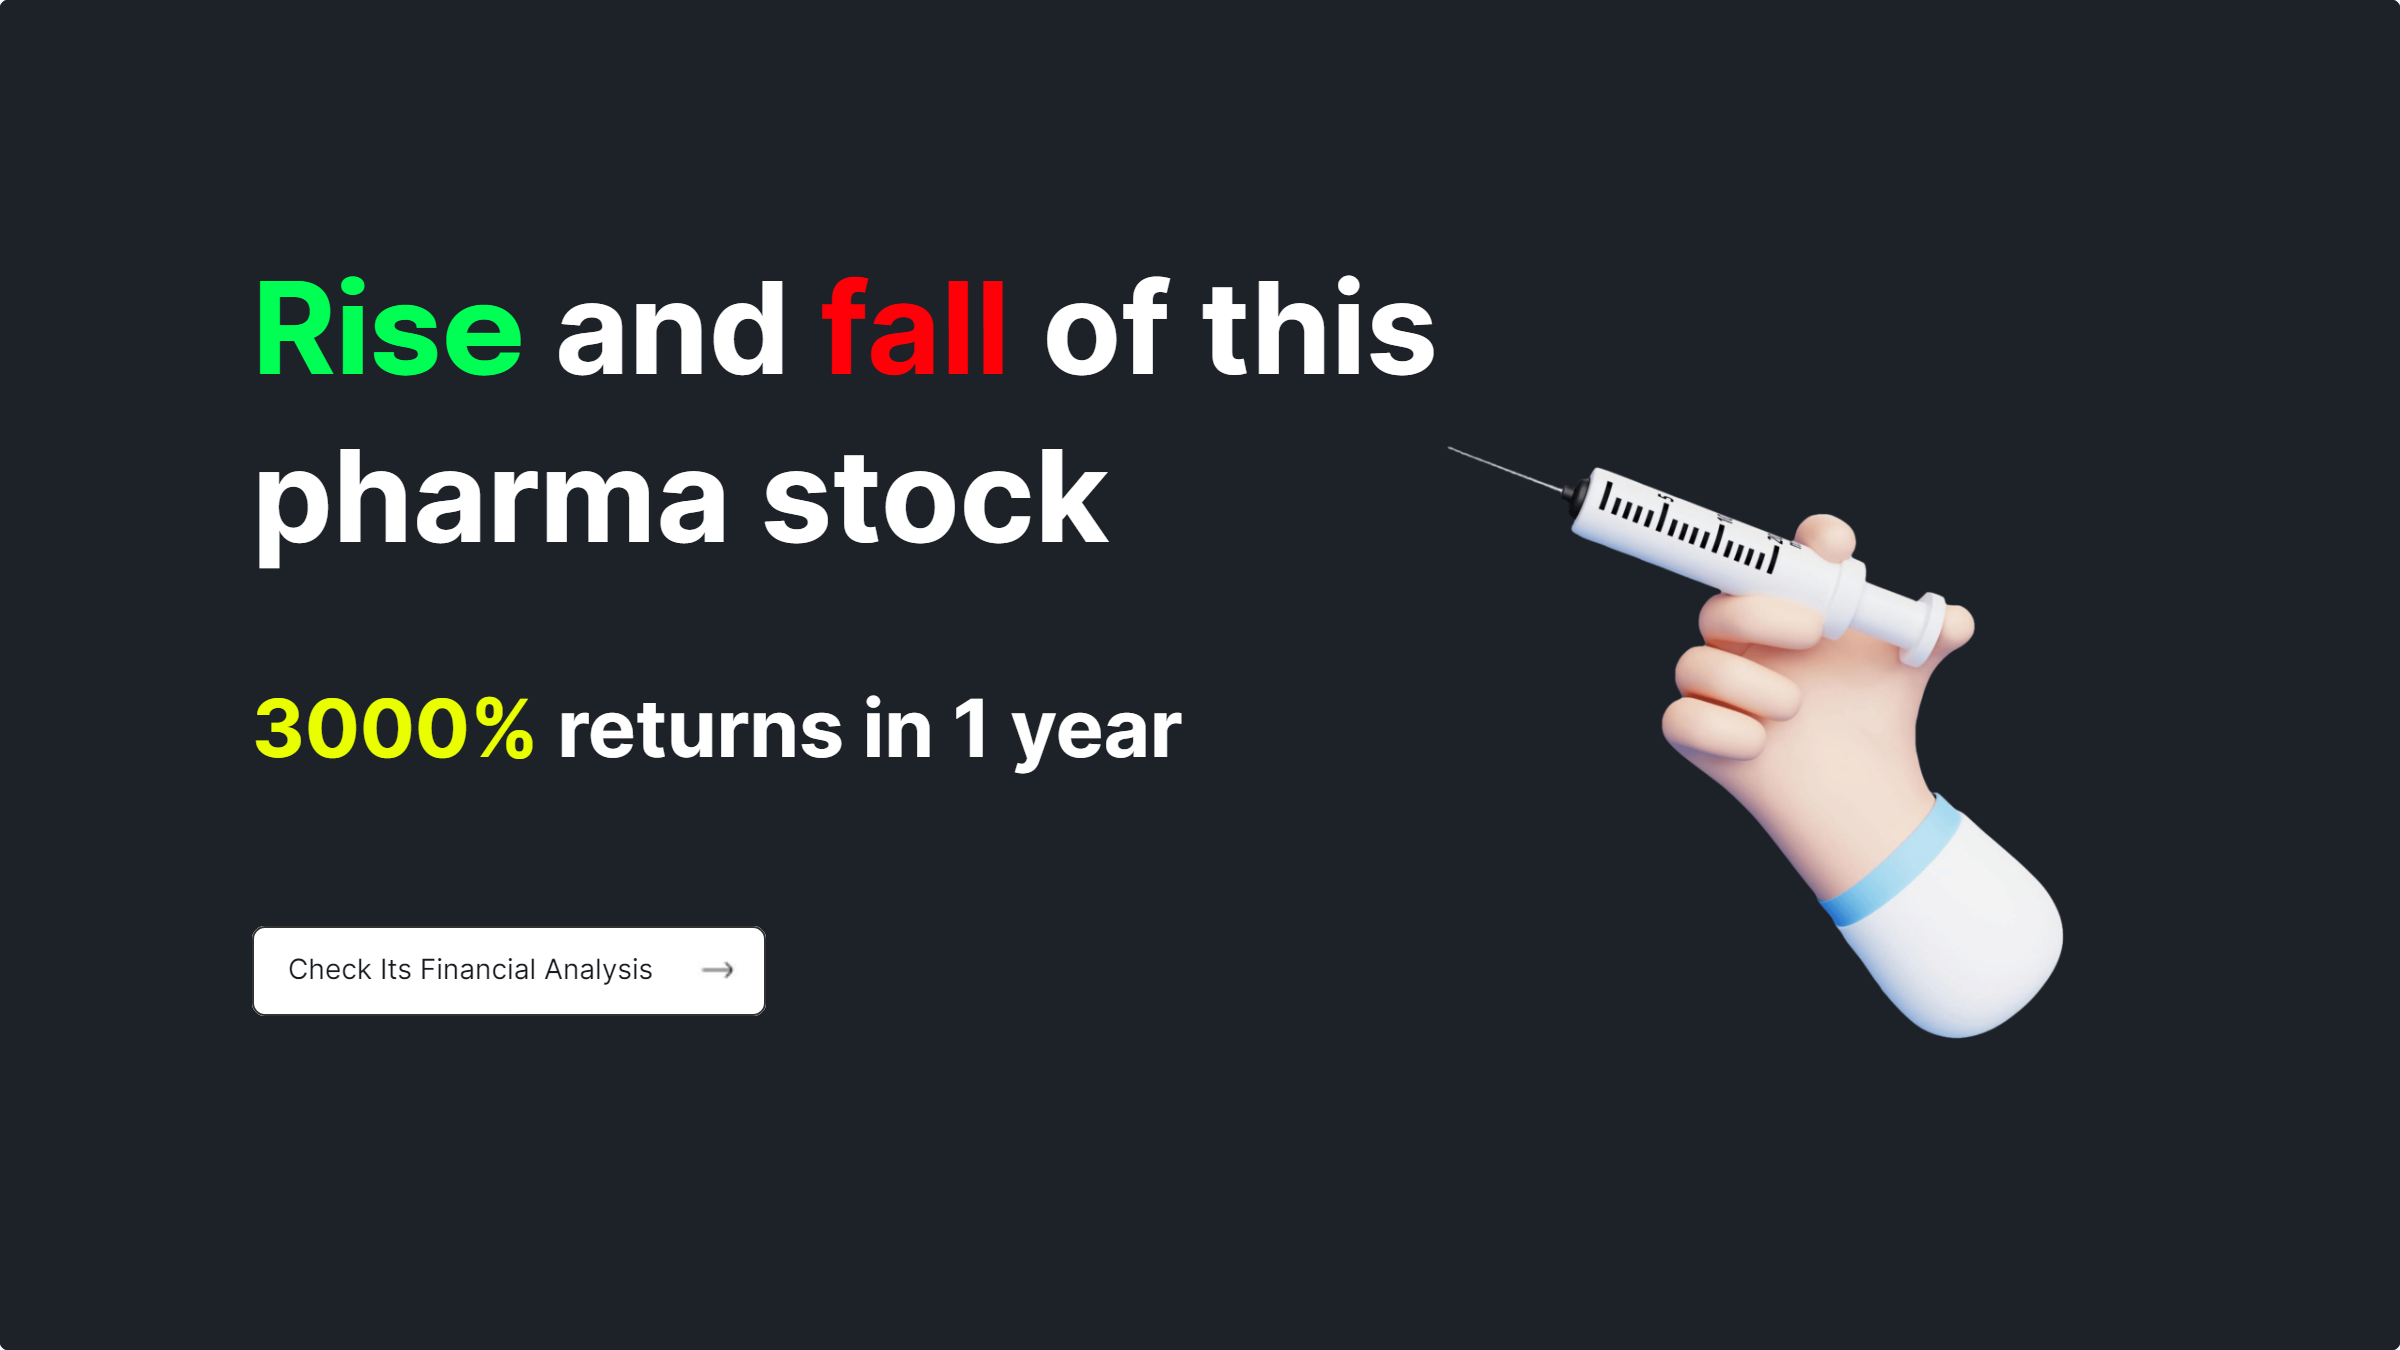 Rise and fall of this
pharma stock
3000% returns in 1 year
Check Its Financial Analysis →